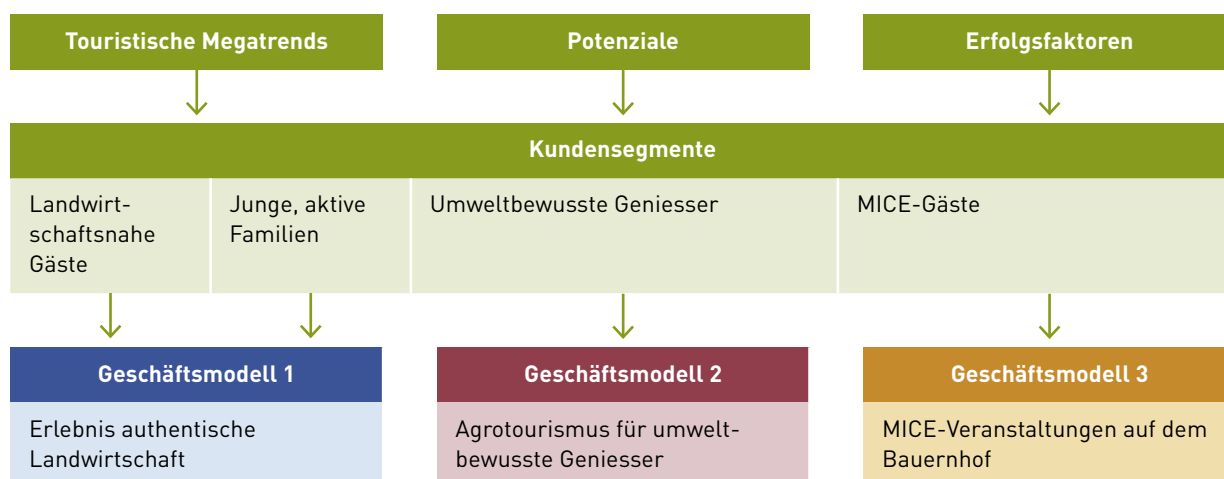 Touristische Megatrends
Potenziale
Erfolgsfaktoren
Kundensegmente
Landwirt-
schaftsnahe
Gäste
Junge, aktive
Familien
Umweltbewusste Geniesser
MICE-Gäste
Geschäftsmodell 1
Erlebnis authentische
Landwirtschaft
Geschäftsmodell 2
Agrotourismus für umwelt-
bewusste Geniesser
Geschäftsmodell 3
MICE-Veranstaltungen auf dem
Bauernhof